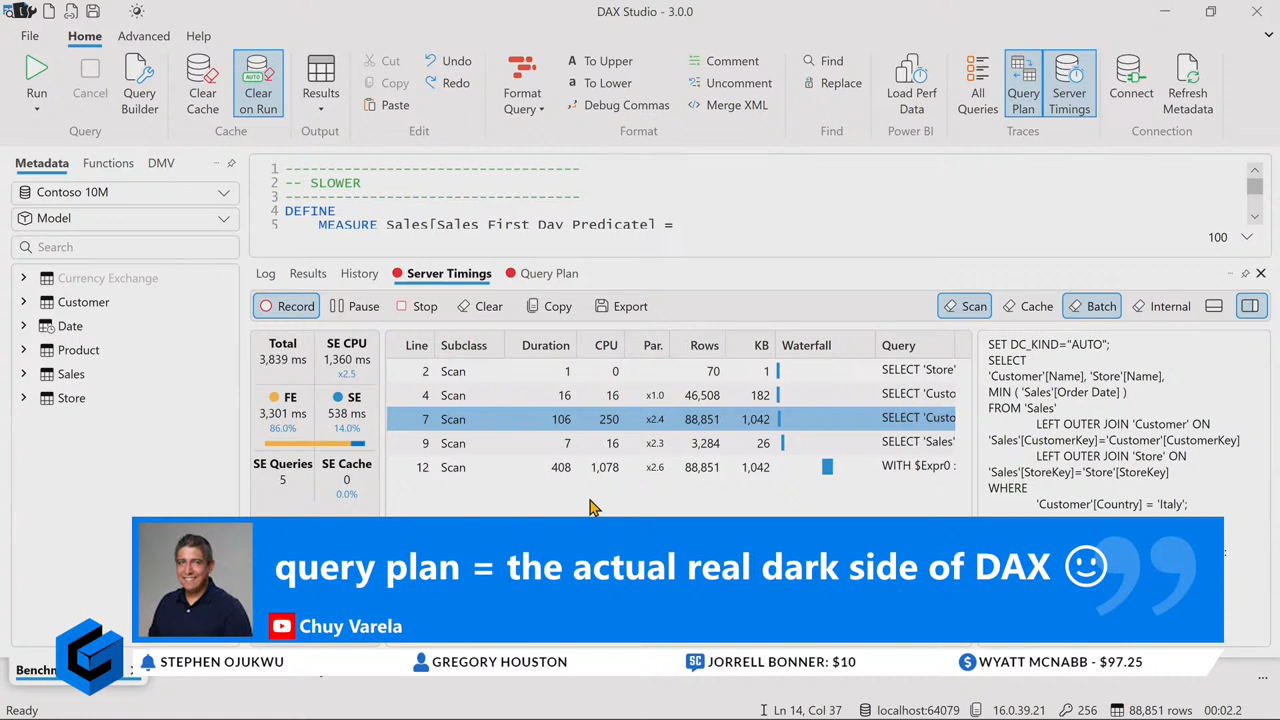 DAX Studio - 3.0.0
File Home Advanced Help
Run
Cancel
Query Builder
Clear Cache
AUTO
Clear on Run
Results
Cut
Copy
Paste
Undo
Redo
Format Query
To Upper
To Lower
Debug Commas
Comment
Uncomment
Merge XML
Find
Replace
Load Perf Data
All Queries
Query Plan
Server Timings
Connect
Refresh Metadata
Query Cache Output Edit Format Find Power BI Traces Connection
Metadata Functions DMV
Contoso 10M
Model
Search
Currency Exchange
Customer
Date
Product
Sales
Store
1 -----------------------------------
2 -- SLOWER
3 -----------------------------------
4 DEFINE
5 MEASURE Sales[Sales First Day Predicate] =
100
Log Results History Server Timings Query Plan
Record Pause Stop Clear Copy Export Scan Cache Batch Internal
Total SE CPU
3,839 ms 1,360 ms
x2.5
FE SE
3,301 ms 538 ms
86.0% 14.0%
SE Queries SE Cache
5 0
0.0%
Line Subclass Duration CPU Par. Rows KB Waterfall Query
2 Scan 1 0 70 1 SELECT 'Store'
4 Scan 16 16 x1.0 46,508 182 SELECT 'Custo
7 Scan 106 250 x2.4 88,851 1,042 SELECT 'Custo
9 Scan 7 16 x2.3 3,284 26 SELECT 'Sales'
12 Scan 408 1,078 x2.6 88,851 1,042 WITH $Expr0 :
SET DC_KIND="AUTO";
SELECT
'Customer'[Name], 'Store'[Name],
MIN ( 'Sales'[Order Date] )
FROM 'Sales'
LEFT OUTER JOIN 'Customer' ON
'Sales'[CustomerKey]='Customer'[CustomerKey]
LEFT OUTER JOIN 'Store' ON
'Sales'[StoreKey]='Store'[StoreKey]
WHERE
'Customer'[Country] = 'Italy';
query plan = the actual real dark side of DAX
Chuy Varela
STEPHEN OJUKWU GREGORY HOUSTON JORRELL BONNER: $10 WYATT MCNABB - $97.25
Ready Ln 14, Col 37 localhost:64079 16.0.39.21 256 88,851 rows 00:02.2